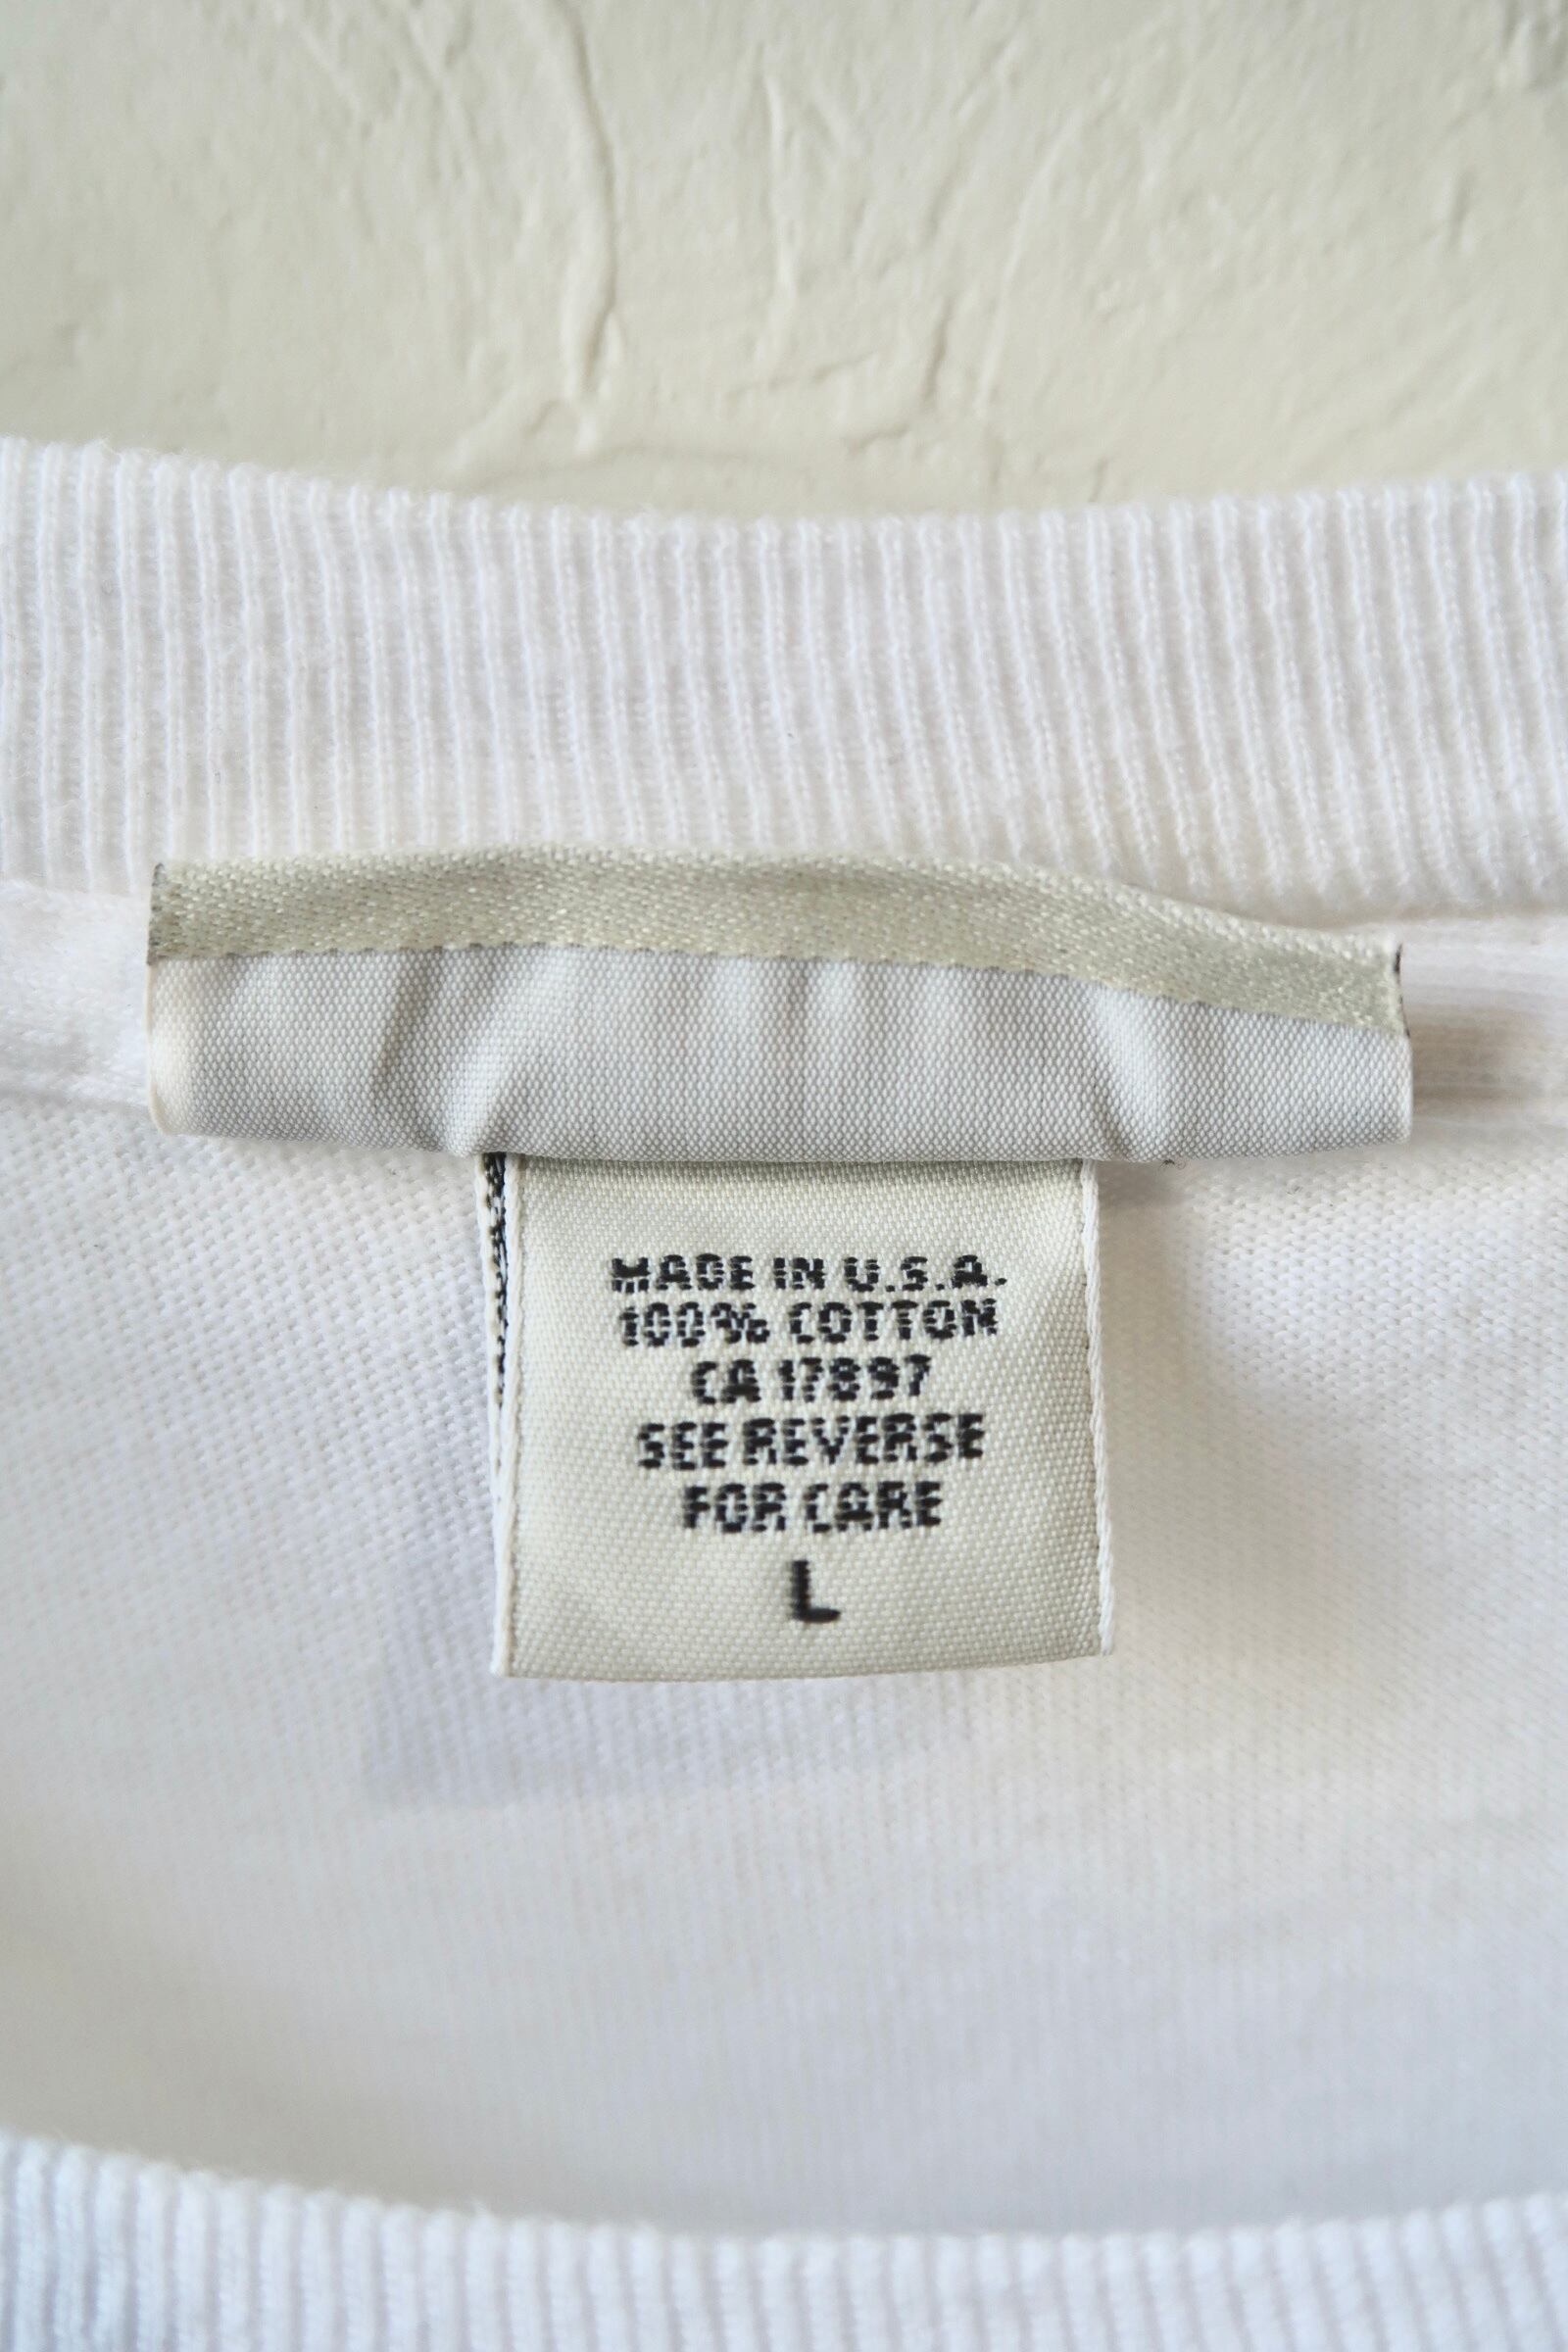 MADE IN U.S.A.
100% COTTON
CA 17897
SEE REVERSE
FOR CARE
L